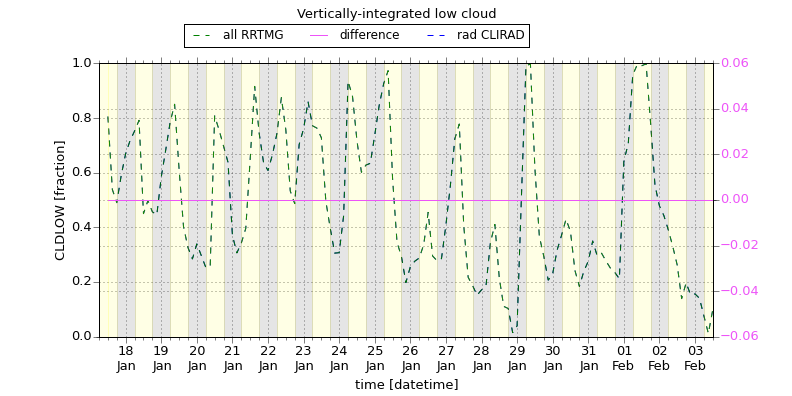 Vertically-integrated low cloud
all RRTMG difference rad CLIRAD
1.0 0.06
0.8 0.04
0.02
0.6
0.00
0.4
−0.02
0.2 −0.04
0.0 −0.06
CLDLOW [fraction]
18 19 20 21 22 23 24 25 26 27 28 29 30 31 01 02 03
Jan Jan Jan Jan Jan Jan Jan Jan Jan Jan Jan Jan Jan Jan Feb Feb Feb
time [datetime]